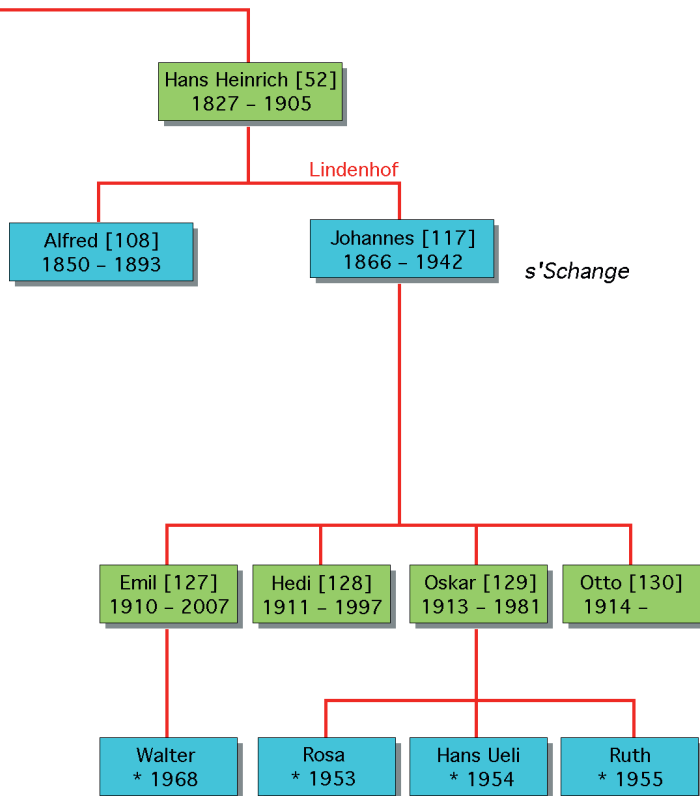 Hans Heinrich [52]
1827 – 1905
Lindenhof
Alfred [108]
1850 – 1893
Johannes [117]
1866 – 1942
s'Schange
Emil [127]
1910 – 2007
Hedi [128]
1911 – 1997
Oskar [129]
1913 – 1981
Otto [130]
1914 –
Walter
* 1968
Rosa
* 1953
Hans Ueli
* 1954
Ruth
* 1955